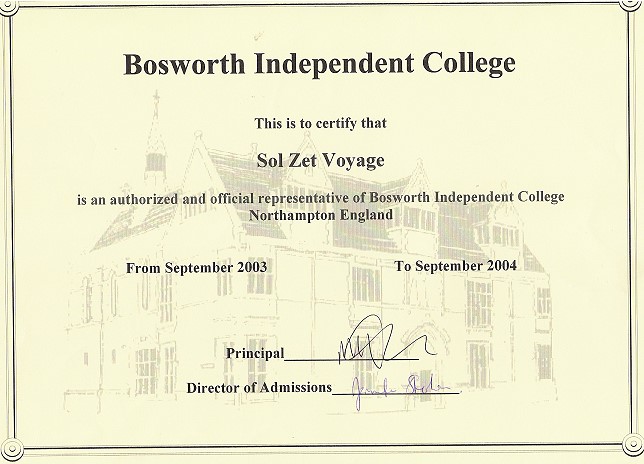 Bosworth Independent College
This is to certify that
Sol Zet Voyage
is an authorized and official representative of Bosworth Independent College
Northampton England
From September 2003 To September 2004
Principal
Director of Admissions